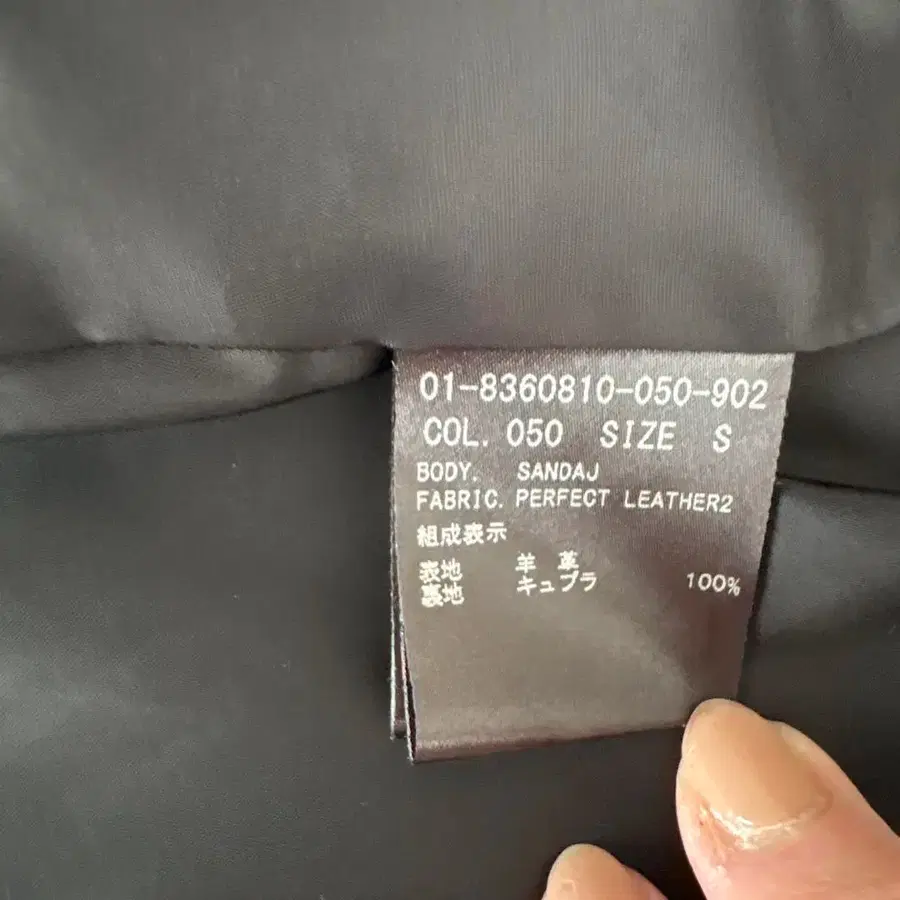 01-8360810-050-902
COL. 050 SIZE S
BODY. SANDAJ
FABRIC. PERFECT LEATHER2
組成表示
表地 羊革
裏地 キュプラ 100%